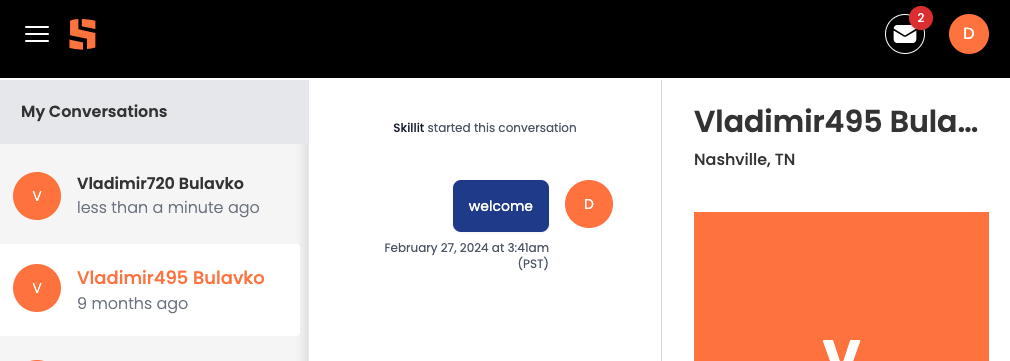 2
D
My Conversations
V
Vladimir720 Bulavko
less than a minute ago
V
Vladimir495 Bulavko
9 months ago
Skillit started this conversation
welcome
D
February 27, 2024 at 3:41am
(PST)
Vladimir495 Bula...
Nashville, TN
V